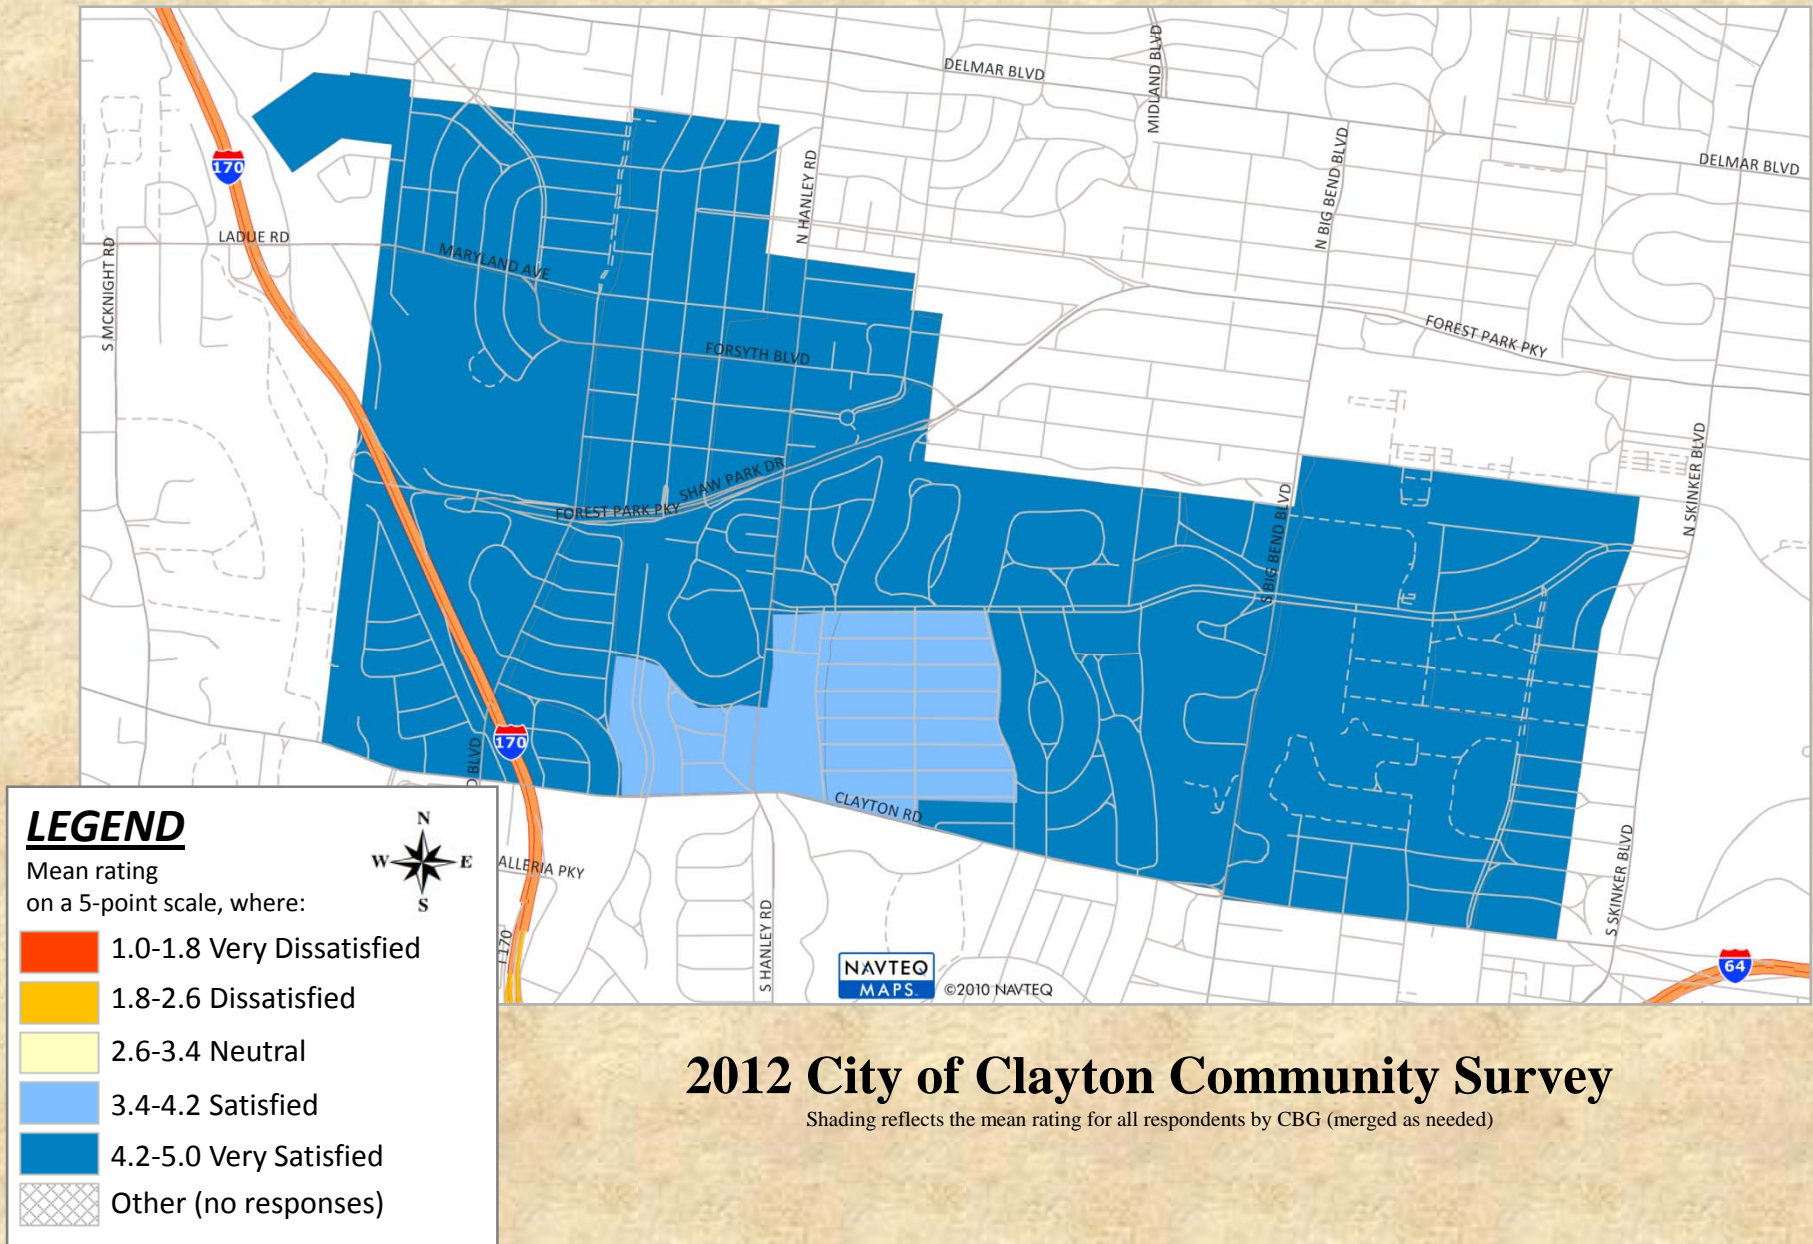 DELMAR BLVD
MIDLAND BLVD
DELMAR BLVD
170
N HANLEY RD
N BIG BEND BLVD
LADUE RD
S MCKNIGHT RD
MARYLAND AVE
FORSYTH BLVD
FOREST PARK PKY
N SKINKER BLVD
SHAW PARK DR
FOREST PARK PKY
S BIG BEND BLVD
170
D BLVD
CLAYTON RD
ALLERIA PKY
S HANLEY RD
S SKINKER BLVD
I 170
64
NAVTEQ
MAPS
©2010 NAVTEQ
LEGEND
N
W E
S
Mean rating
on a 5-point scale, where:
1.0-1.8 Very Dissatisfied
1.8-2.6 Dissatisfied
2.6-3.4 Neutral
3.4-4.2 Satisfied
4.2-5.0 Very Satisfied
Other (no responses)
2012 City of Clayton Community Survey
Shading reflects the mean rating for all respondents by CBG (merged as needed)